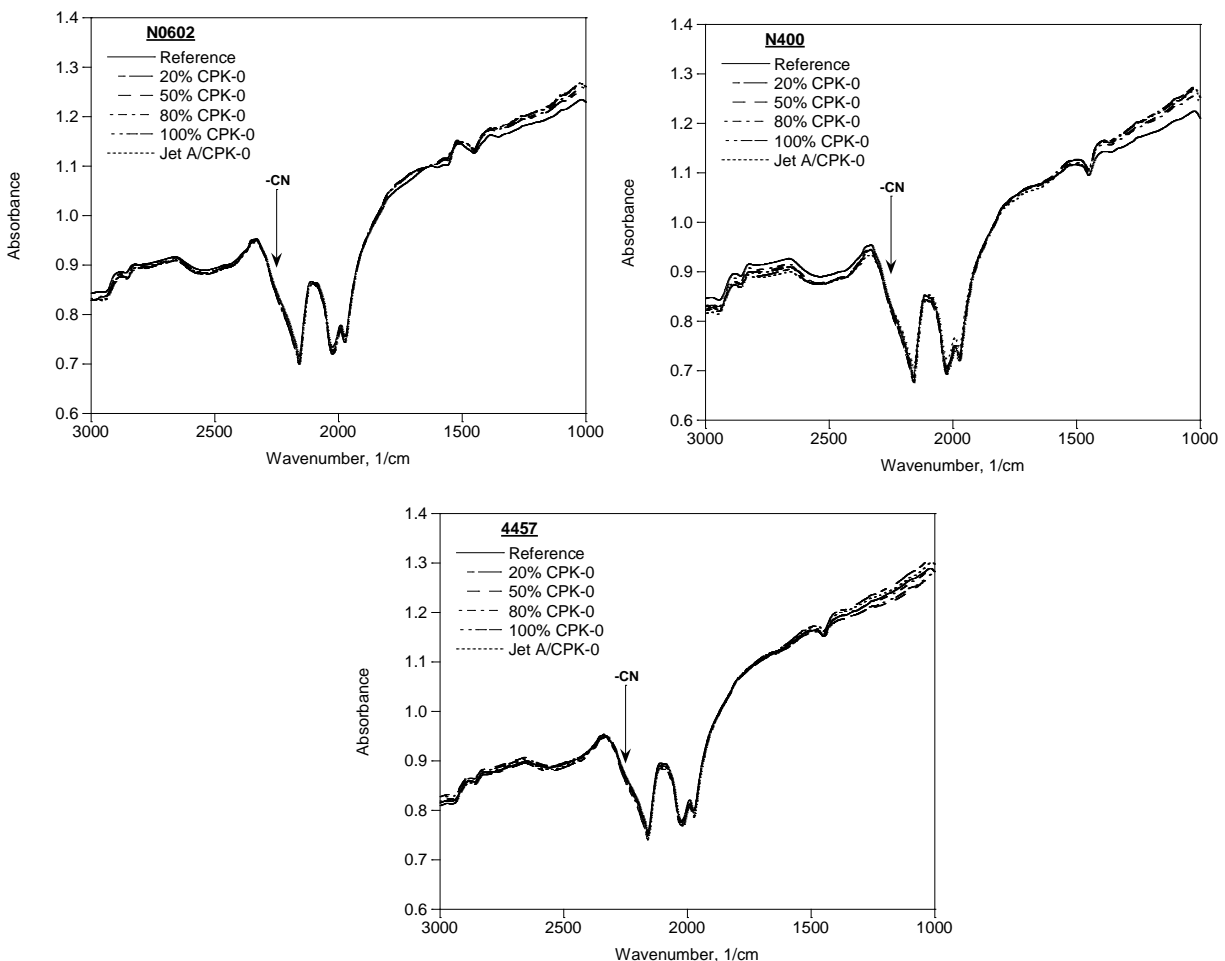 N0602
Reference
20% CPK-0
50% CPK-0
80% CPK-0
100% CPK-0
Jet A/CPK-0
-CN
1.4
1.3
1.2
1.1
1.0
0.9
0.8
0.7
0.6
Absorbance
3000 2500 2000 1500 1000
Wavenumber, 1/cm
N400
Reference
20% CPK-0
50% CPK-0
80% CPK-0
100% CPK-0
Jet A/CPK-0
-CN
1.4
1.3
1.2
1.1
1.0
0.9
0.8
0.7
0.6
Absorbance
3000 2500 2000 1500 1000
Wavenumber, 1/cm
4457
Reference
20% CPK-0
50% CPK-0
80% CPK-0
100% CPK-0
Jet A/CPK-0
-CN
1.4
1.3
1.2
1.1
1.0
0.9
0.8
0.7
0.6
Absorbance
3000 2500 2000 1500 1000
Wavenumber, 1/cm